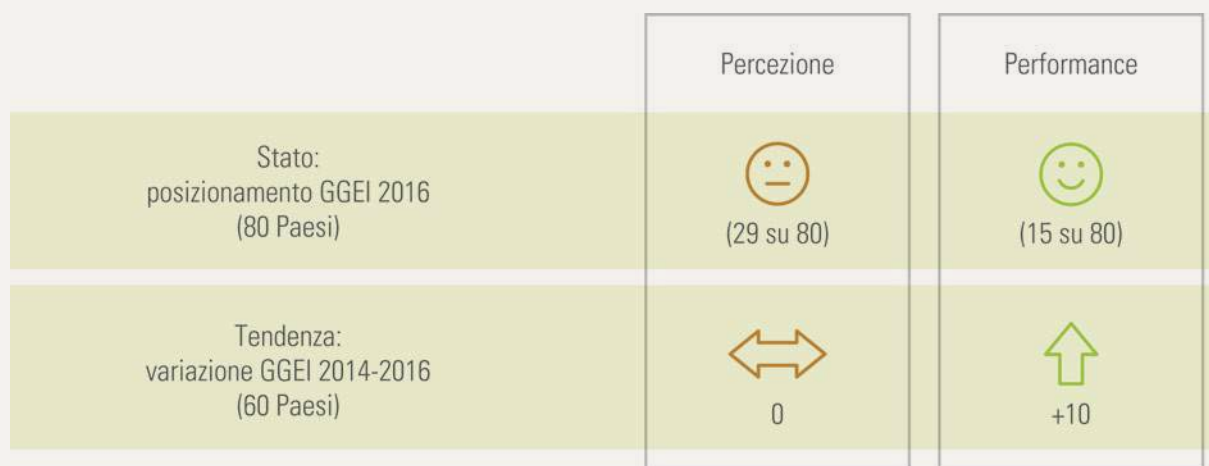 Percezione
Performance
Stato:
posizionamento GGEI 2016
(80 Paesi)
(29 su 80)
(15 su 80)
Tendenza:
variazione GGEI 2014-2016
(60 Paesi)
0
+10